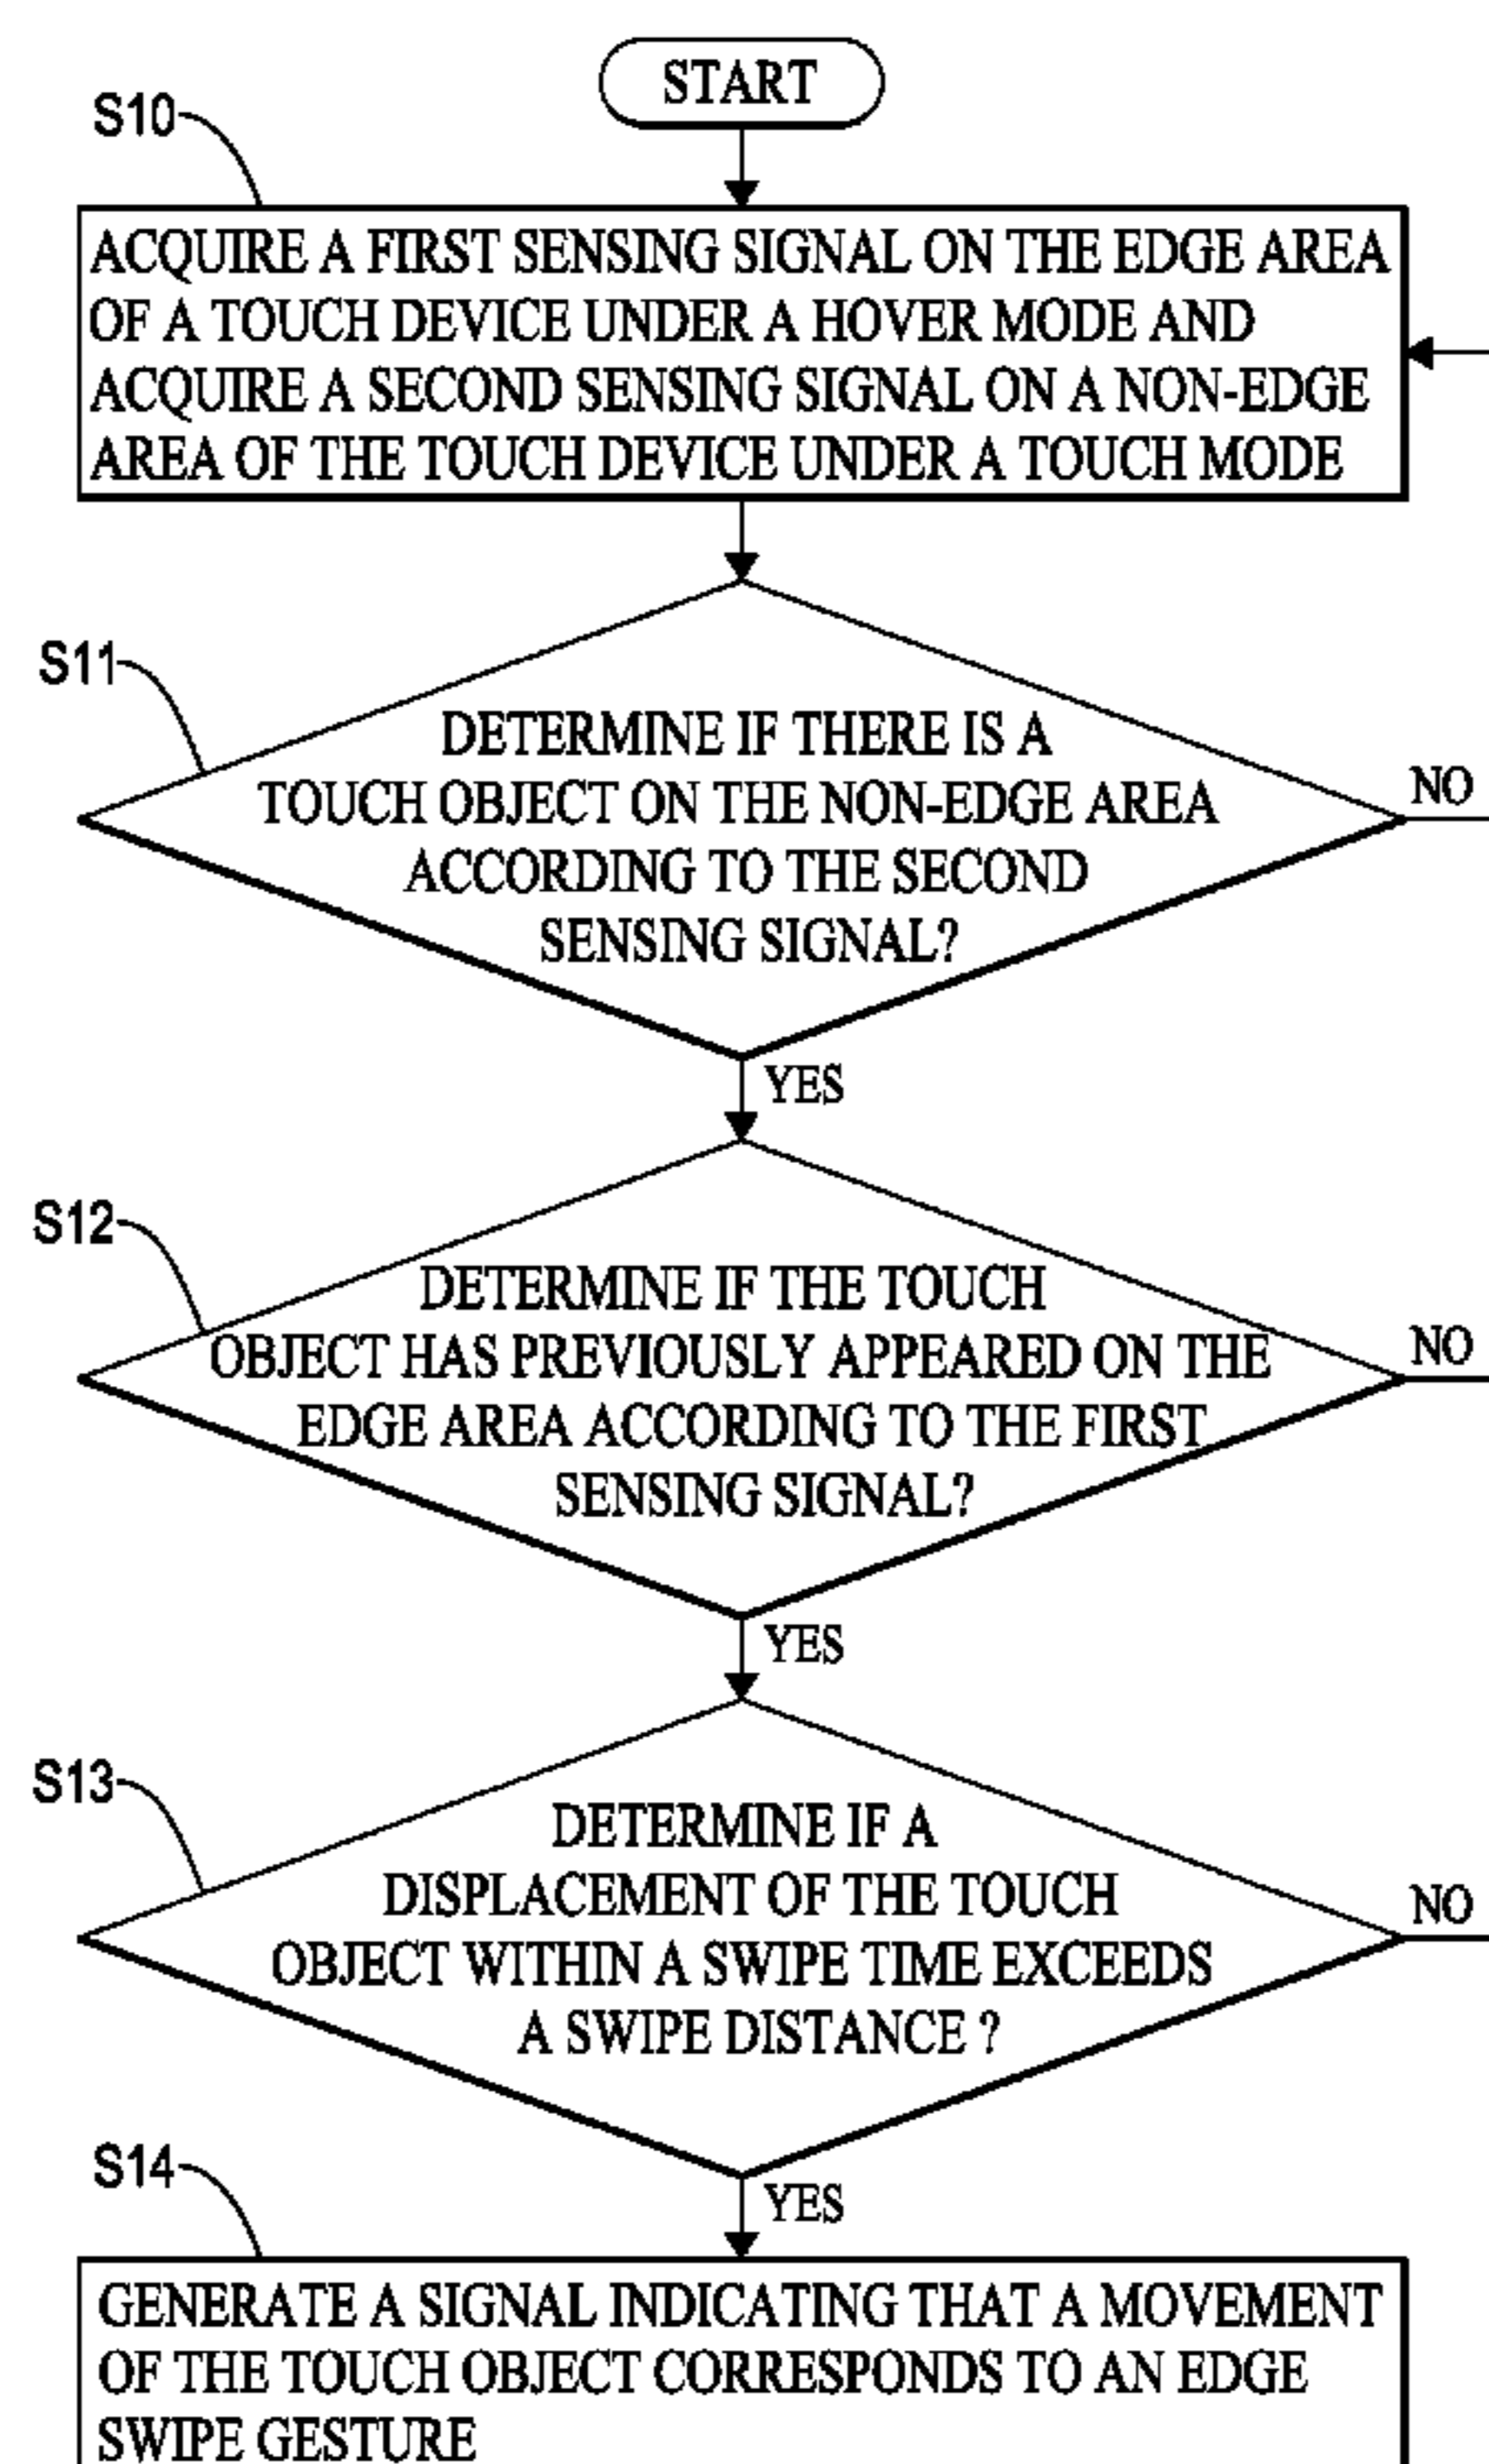 START
S10
ACQUIRE A FIRST SENSING SIGNAL ON THE EDGE AREA
OF A TOUCH DEVICE UNDER A HOVER MODE AND
ACQUIRE A SECOND SENSING SIGNAL ON A NON-EDGE
AREA OF THE TOUCH DEVICE UNDER A TOUCH MODE
S11
DETERMINE IF THERE IS A
TOUCH OBJECT ON THE NON-EDGE AREA
ACCORDING TO THE SECOND
SENSING SIGNAL?
NO
YES
S12
DETERMINE IF THE TOUCH
OBJECT HAS PREVIOUSLY APPEARED ON THE
EDGE AREA ACCORDING TO THE FIRST
SENSING SIGNAL?
NO
YES
S13
DETERMINE IF A
DISPLACEMENT OF THE TOUCH
OBJECT WITHIN A SWIPE TIME EXCEEDS
A SWIPE DISTANCE ?
NO
YES
S14
GENERATE A SIGNAL INDICATING THAT A MOVEMENT
OF THE TOUCH OBJECT CORRESPONDS TO AN EDGE
SWIPE GESTURE